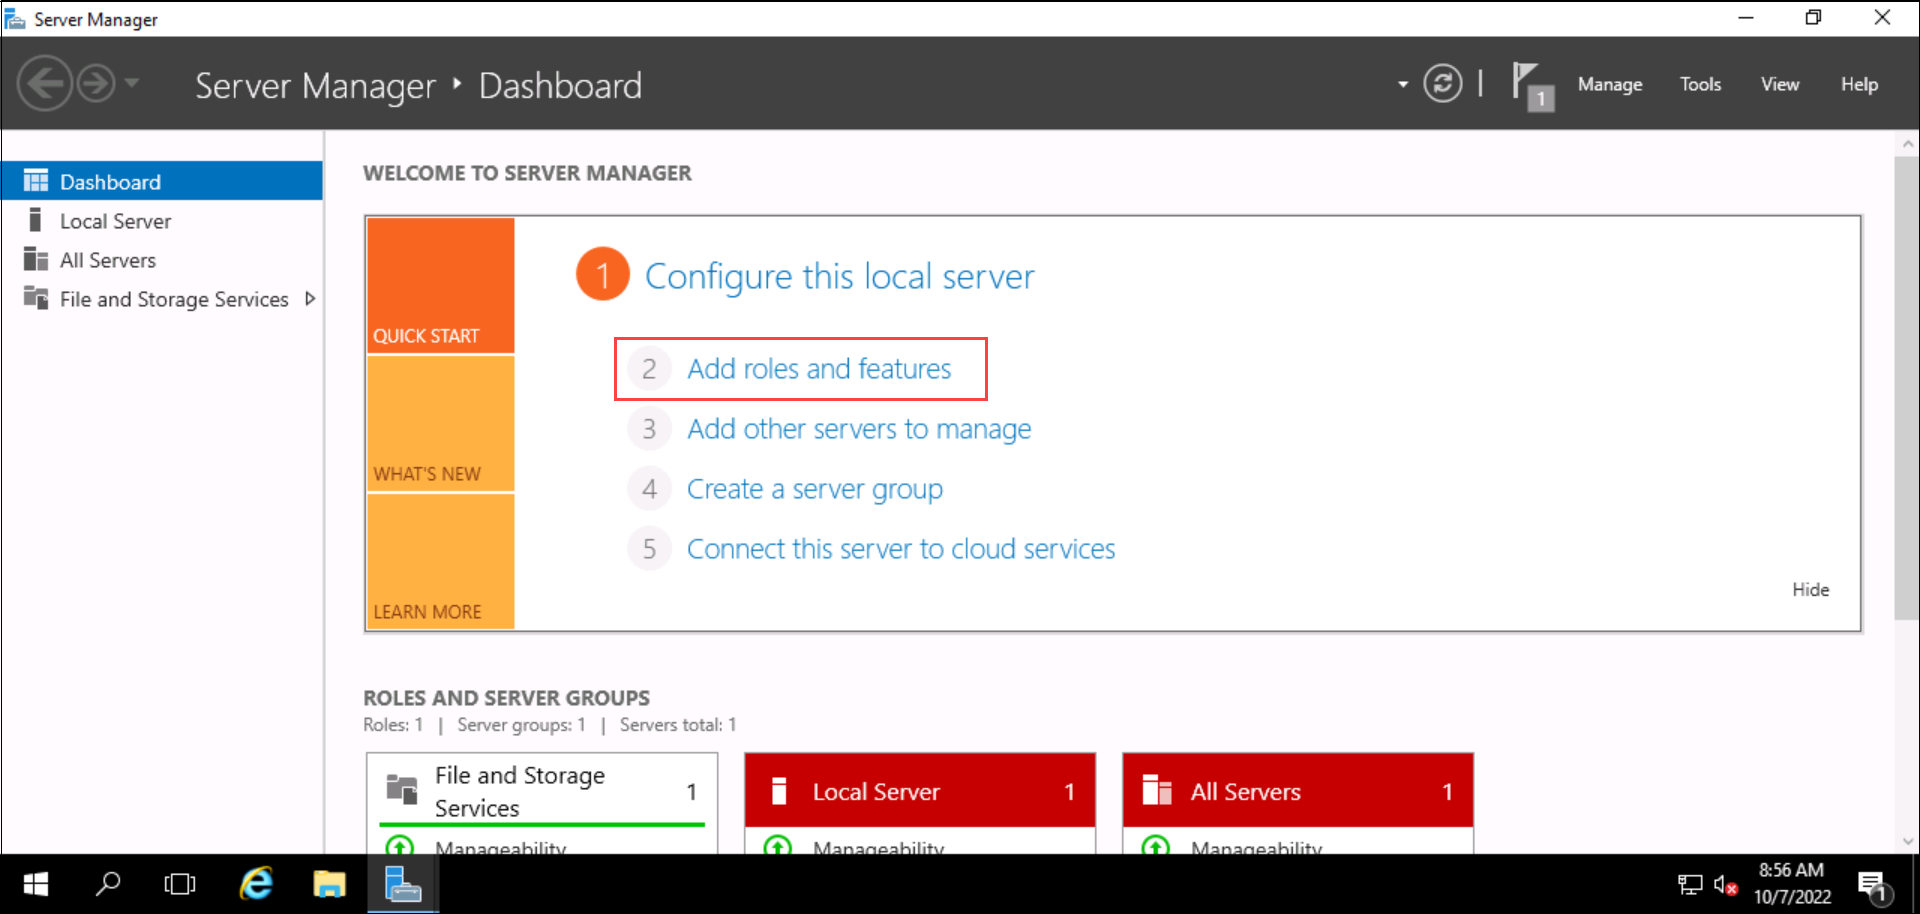 Server Manager
Server Manager ‣ Dashboard
1
Manage
Tools
View
Help
Dashboard
Local Server
All Servers
File and Storage Services
WELCOME TO SERVER MANAGER
QUICK START
WHAT'S NEW
LEARN MORE
1 Configure this local server
2 Add roles and features
3 Add other servers to manage
4 Create a server group
5 Connect this server to cloud services
Hide
ROLES AND SERVER GROUPS
Roles: 1 | Server groups: 1 | Servers total: 1
File and Storage
Services
1
Manageability
Local Server 1
Manageability
All Servers 1
Manageability
8:56 AM
10/7/2022
1